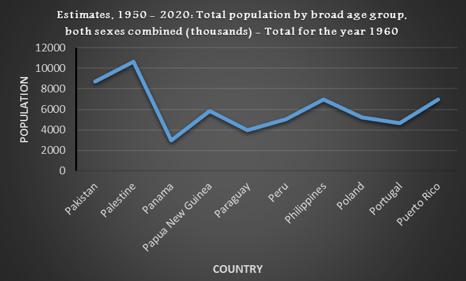 Estimates, 1950 – 2020: Total population by broad age group,
both sexes combined (thousands) – Total for the year 1960
POPULATION
12000
10000
8000
6000
4000
2000
0
Pakistan
Palestine
Panama
Papua New Guinea
Paraguay
Peru
Philippines
Poland
Portugal
Puerto Rico
COUNTRY